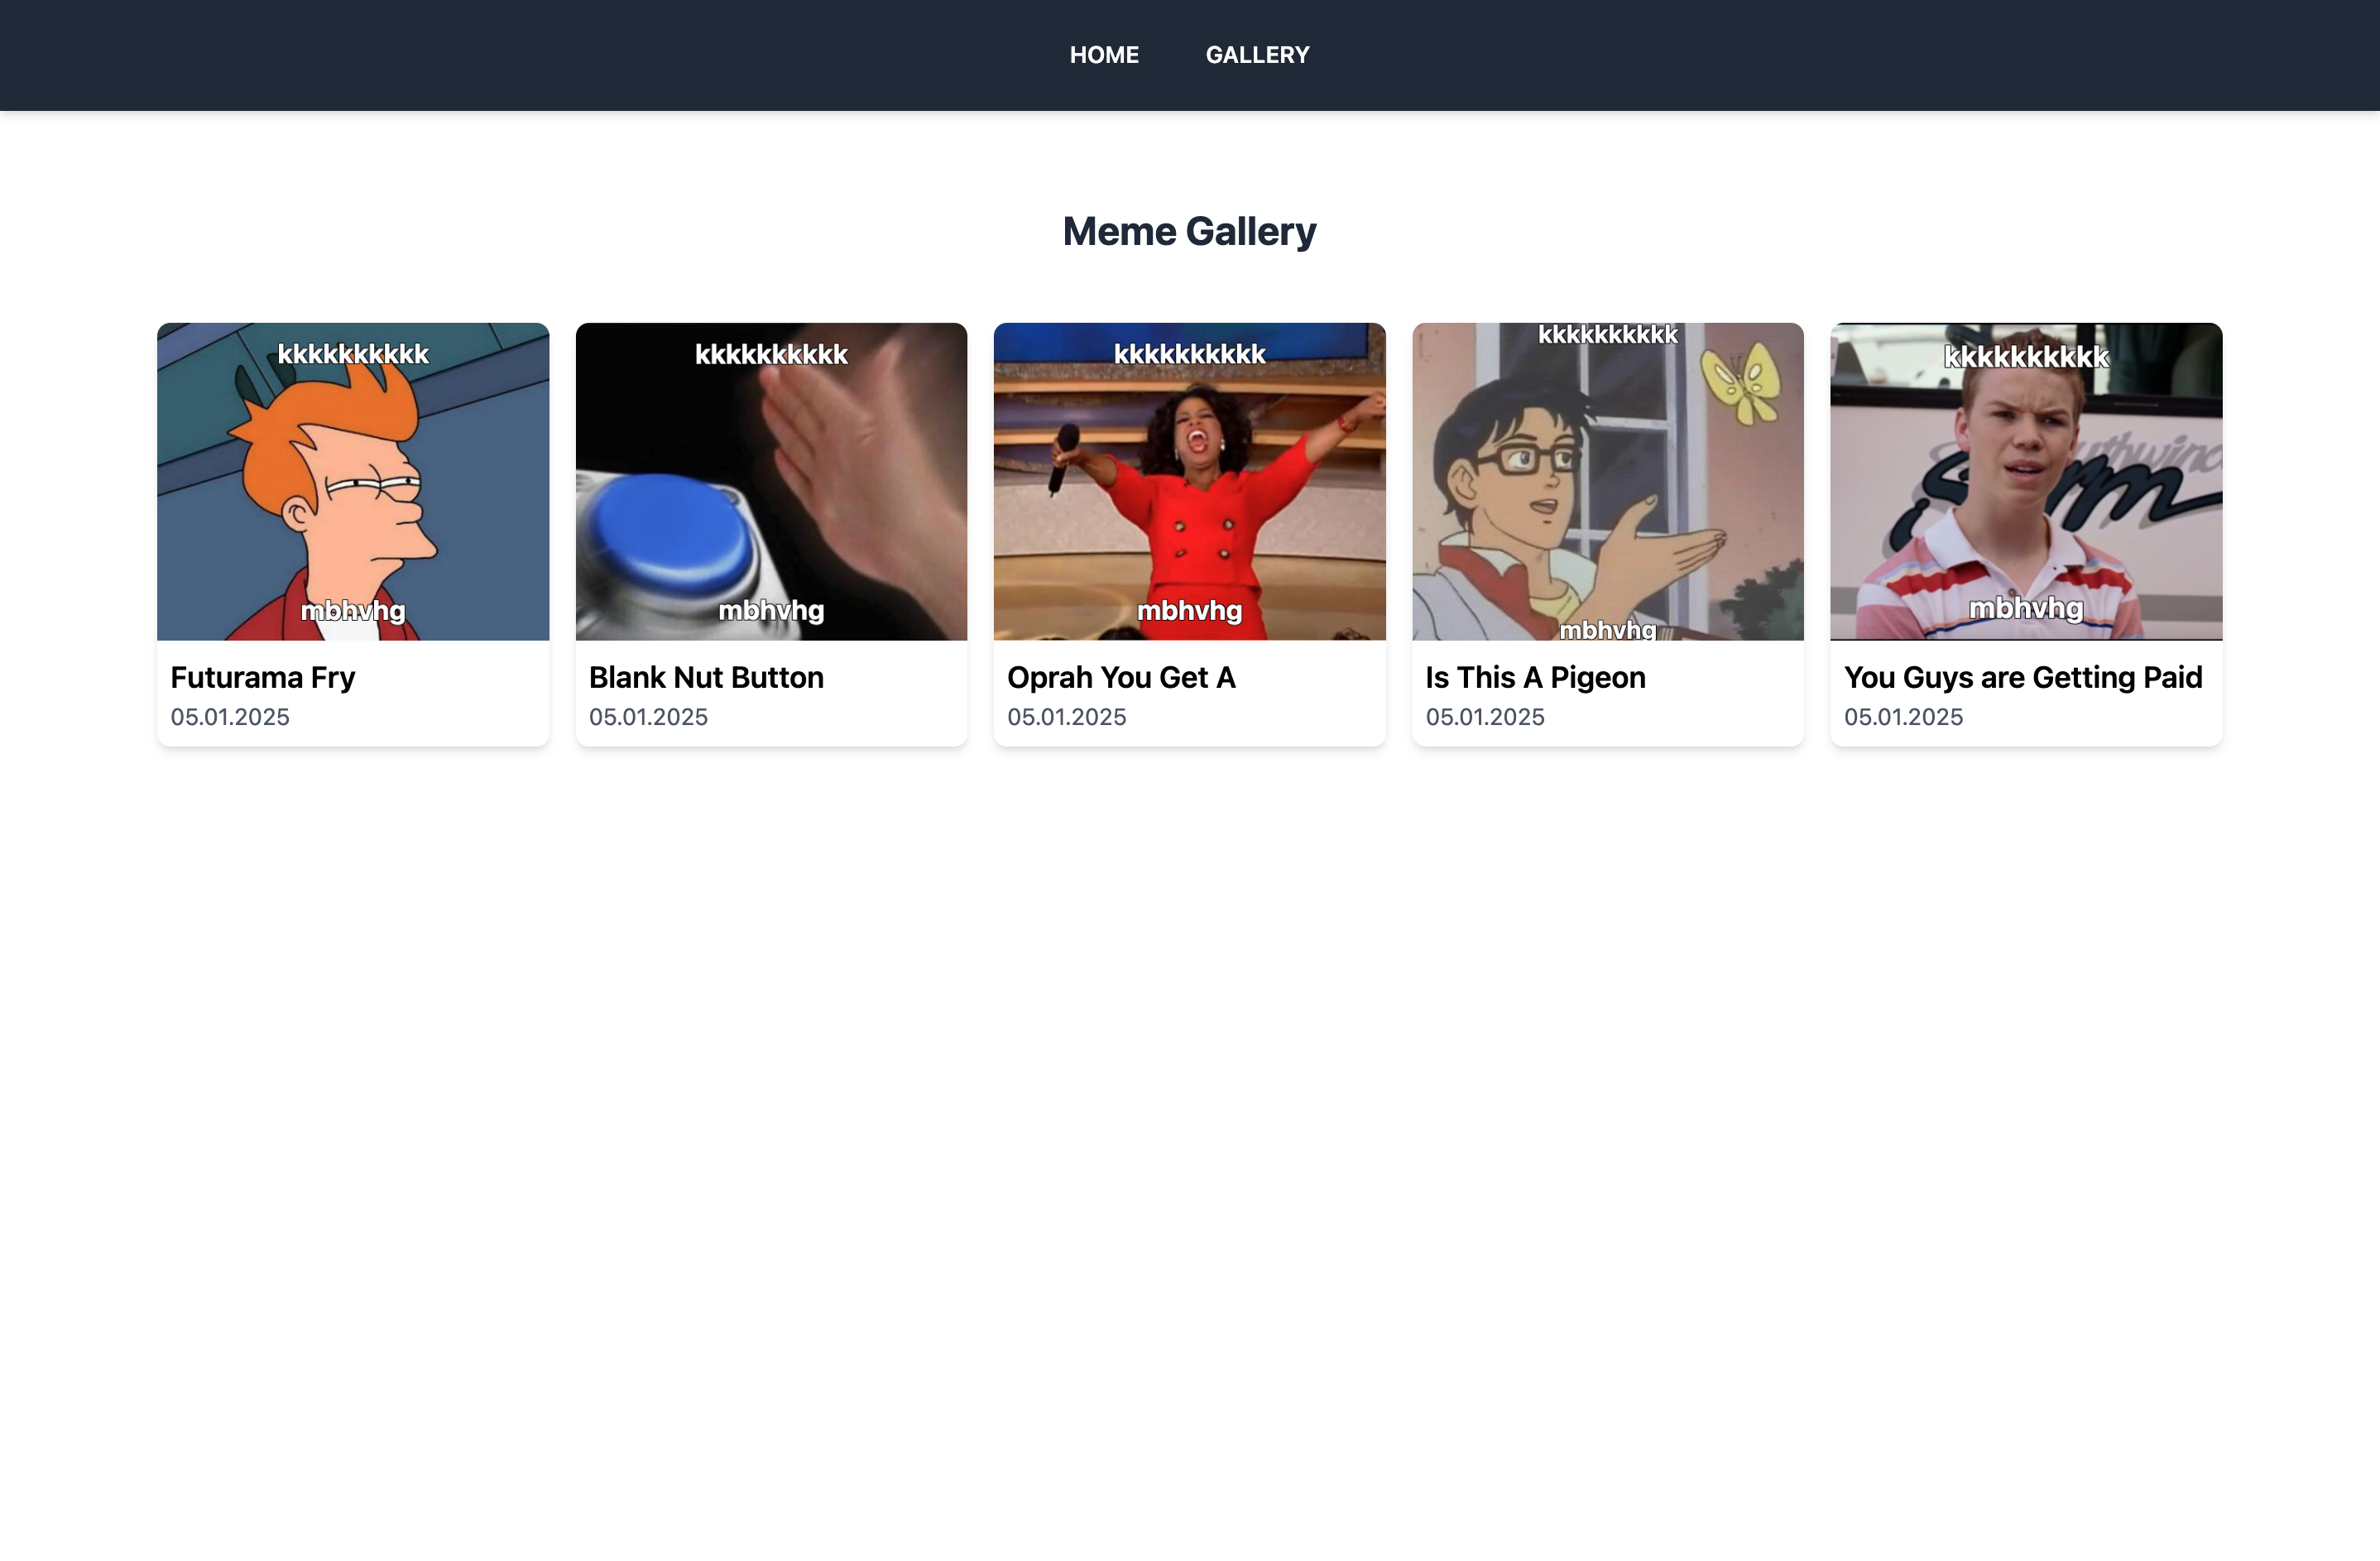 HOME GALLERY
Meme Gallery
kkkkkkkkkk
mbhvhg
Futurama Fry
05.01.2025
kkkkkkkkkk
mbhvhg
Blank Nut Button
05.01.2025
kkkkkkkkkk
mbhvhg
Oprah You Get A
05.01.2025
kkkkkkkkkk
mbhvhg
Is This A Pigeon
05.01.2025
kkkkkkkkkk
mbhvhg
You Guys are Getting Paid
05.01.2025